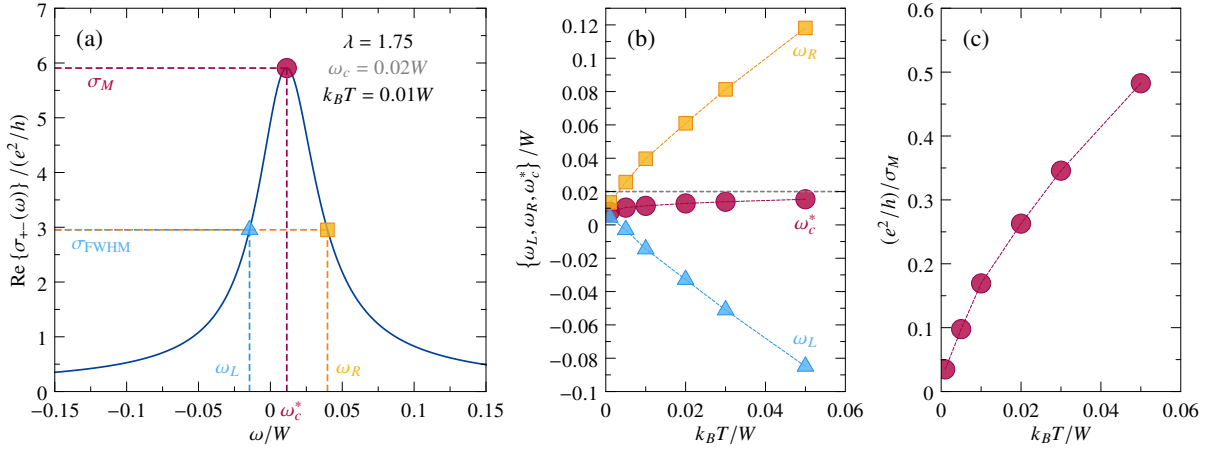 (a)
λ = 1.75
ω_c = 0.02W
k_BT = 0.01W
σ_M
σ_FWHM
ω_L
ω_R
Re {σ_{+−}(ω)} / (e²/h)
7
6
5
4
3
2
1
0
−0.15
−0.1
−0.05
0
ω_c^*
0.05
0.1
0.15
ω/W
(b)
ω_R
ω_c^*
ω_L
{ω_L, ω_R, ω_c^*} / W
0.12
0.1
0.08
0.06
0.04
0.02
0
−0.02
−0.04
−0.06
−0.08
−0.1
0
0.02
0.04
0.06
k_BT/W
(c)
(e²/h) / σ_M
0.6
0.5
0.4
0.3
0.2
0.1
0
0
0.02
0.04
0.06
k_BT/W